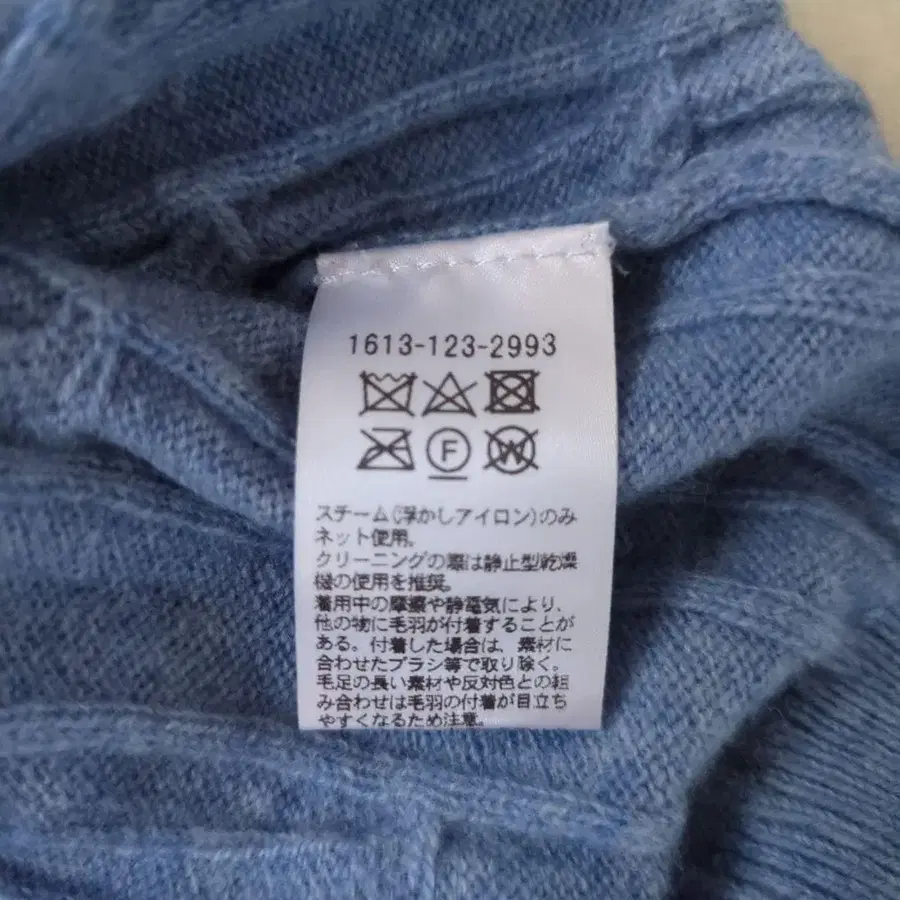 1613-123-2993
F
W
スチーム(浮かしアイロン)のみ
ネット使用。
クリーニングの際は静止型乾燥
機の使用を推奨。
着用中の摩擦や静電気により、
他の物に毛羽が付着することが
ある。付着した場合は、素材に
合わせたブラシ等で取り除く。
毛足の長い素材や反対色との組
み合わせは毛羽の付着が目立ち
やすくなるため注意。